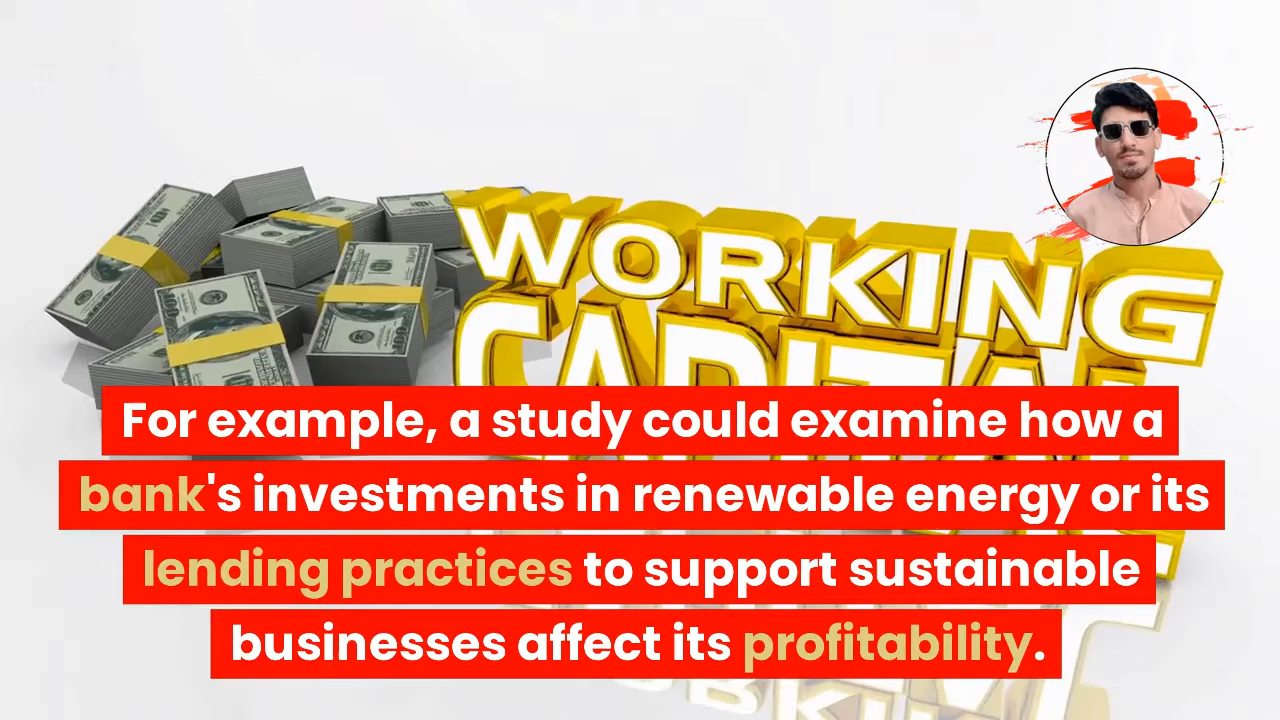 WORKING
CAPITAL
For example, a study could examine how a
bank's investments in renewable energy or its
lending practices to support sustainable
businesses affect its profitability.